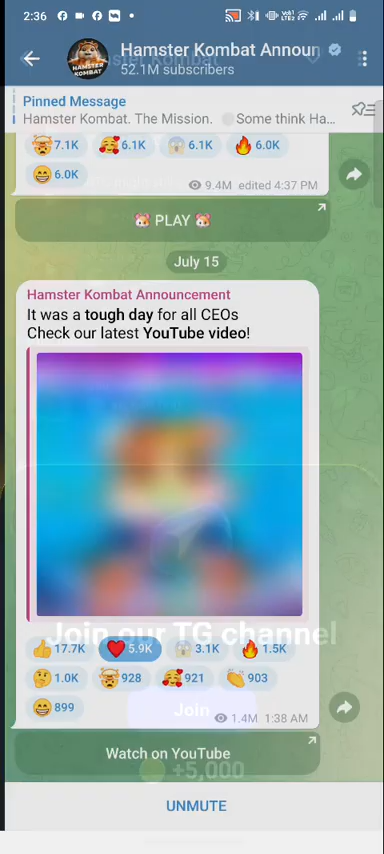 2:36
Hamster Kombat Announ
52.1M subscribers
HAMSTER KOMBAT
Pinned Message
Hamster Kombat. The Mission. Some think Ha...
7.1K 6.1K 6.1K 6.0K
6.0K
9.4M edited 4:37 PM
🐹 PLAY 🐹
July 15
Hamster Kombat Announcement
It was a tough day for all CEOs
Check our latest YouTube video!
Join our TG channel
17.7K 5.9K 3.1K 1.5K
1.0K 928 921 903
899
Join
1.4M 1:38 AM
Watch on YouTube
+5,000
UNMUTE